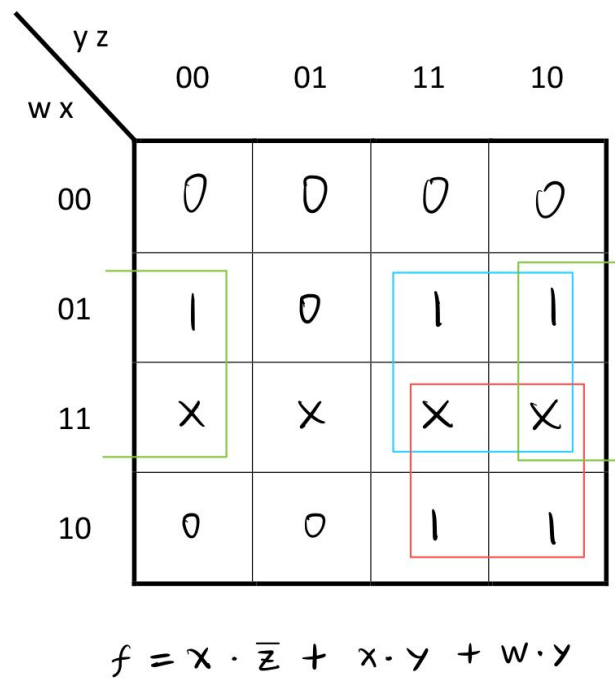 y z
w x
00 01 11 10
00 0 0 0 0
01 1 0 1 1
11 x x x x
10 0 0 1 1
f = x · z̅ + x · y + w · y